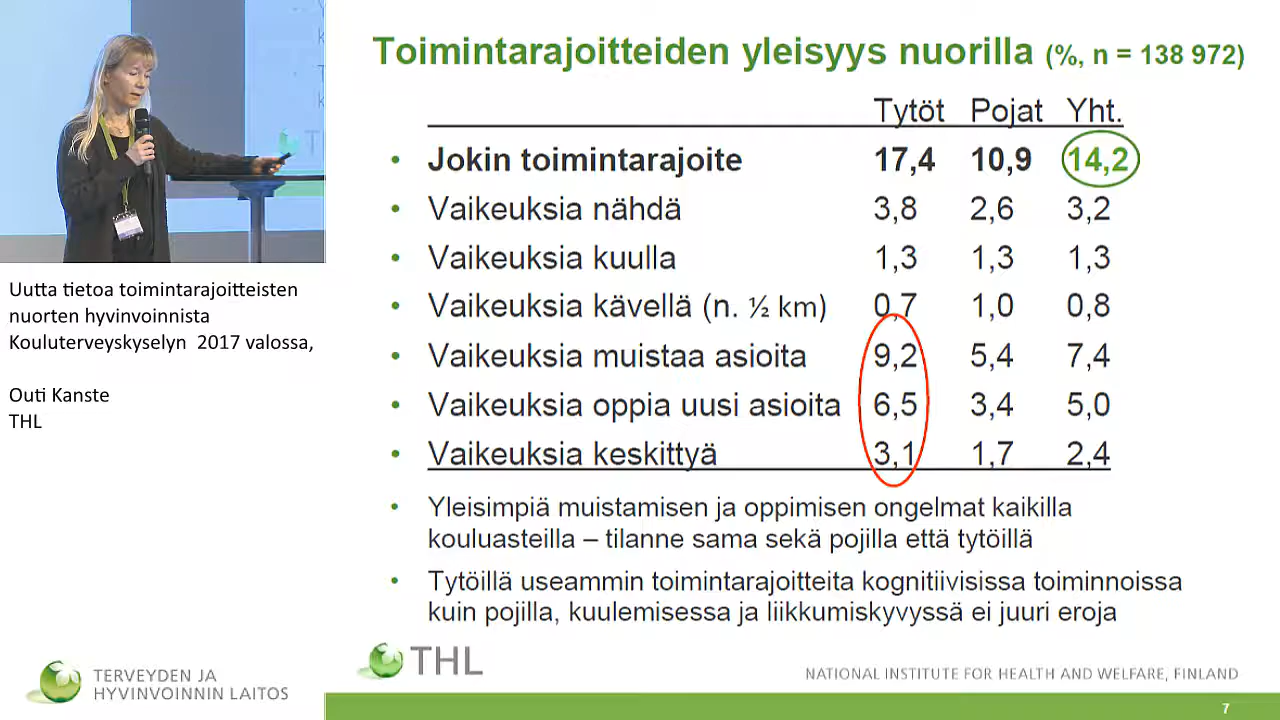 Uutta tietoa toimintarajoitteisten
nuorten hyvinvoinnista
Kouluterveyskyselyn 2017 valossa,
Outi Kanste
THL
TERVEYDEN JA
HYVINVOINNIN LAITOS
Toimintarajoitteiden yleisyys nuorilla (%, n = 138 972)
Tytöt Pojat Yht.
• Jokin toimintarajoite 17,4 10,9 14,2
• Vaikeuksia nähdä 3,8 2,6 3,2
• Vaikeuksia kuulla 1,3 1,3 1,3
• Vaikeuksia kävellä (n. ½ km) 0,7 1,0 0,8
• Vaikeuksia muistaa asioita 9,2 5,4 7,4
• Vaikeuksia oppia uusi asioita 6,5 3,4 5,0
• Vaikeuksia keskittyä 3,1 1,7 2,4
• Yleisimpiä muistamisen ja oppimisen ongelmat kaikilla
kouluasteilla – tilanne sama sekä pojilla että tytöillä
• Tytöillä useammin toimintarajoitteita kognitiivisissa toiminnoissa
kuin pojilla, kuulemisessa ja liikkumiskyvyssä ei juuri eroja
THL
NATIONAL INSTITUTE FOR HEALTH AND WELFARE, FINLAND
7